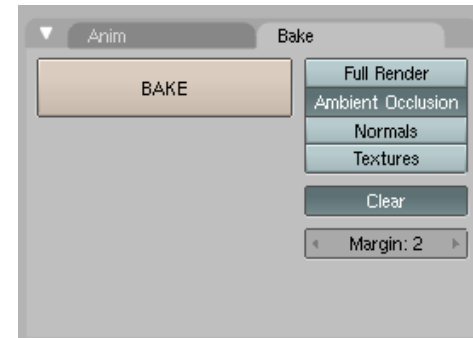 Anim
Bake
BAKE
Full Render
Ambient Occlusion
Normals
Textures
Clear
Margin: 2